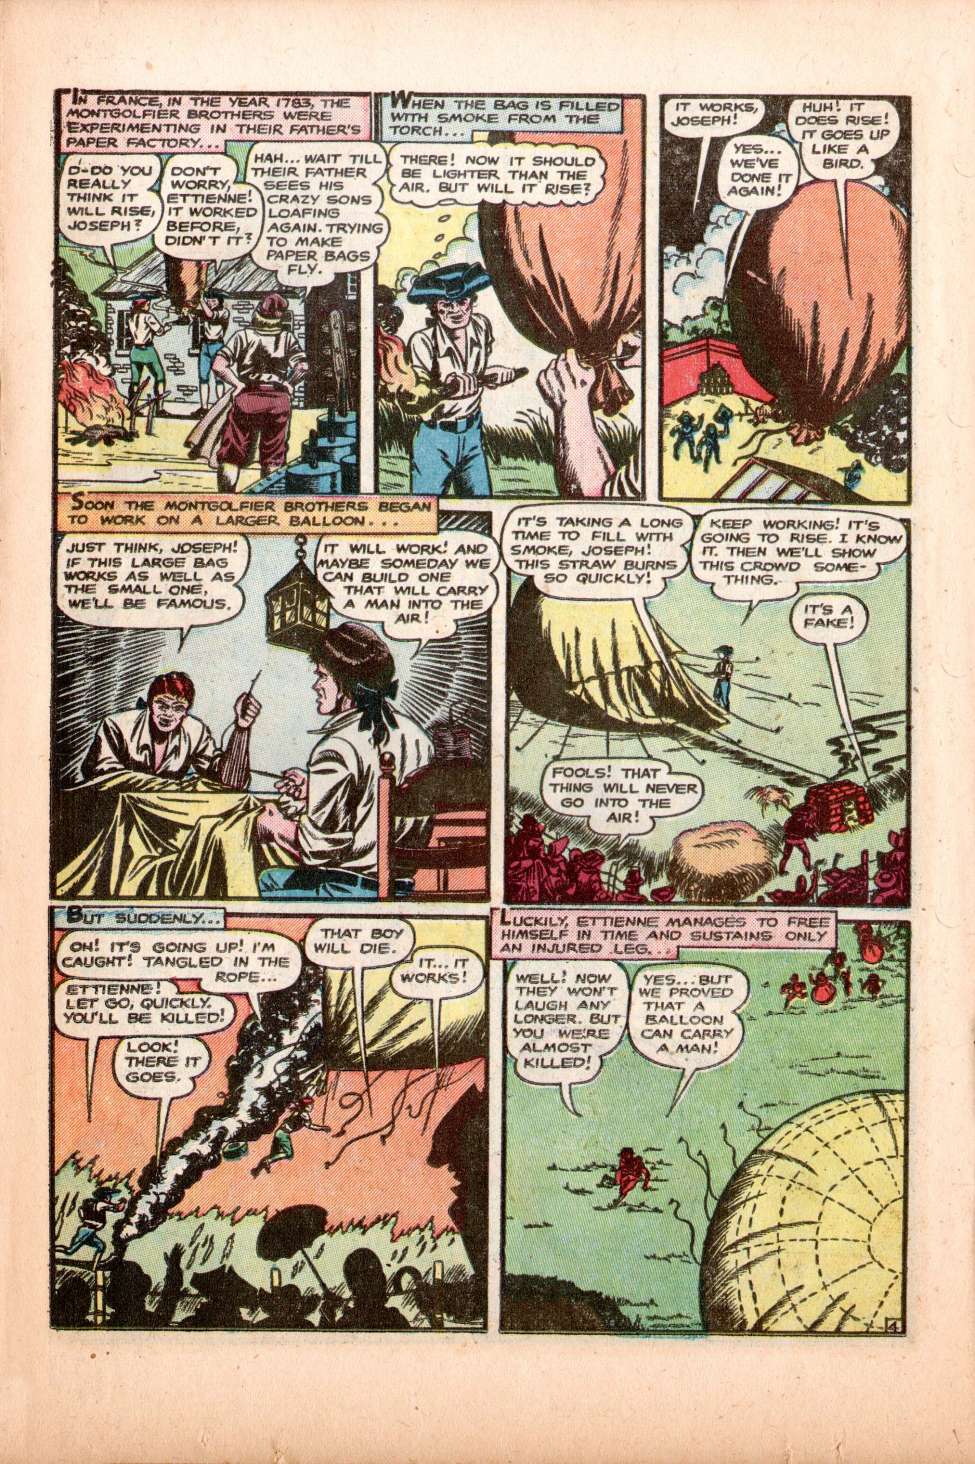 IN FRANCE, IN THE YEAR 1783, THE
MONTGOLFIER BROTHERS WERE
EXPERIMENTING IN THEIR FATHER'S
PAPER FACTORY...
D-DO YOU
REALLY
THINK IT
WILL RISE,
JOSEPH?
DON'T
WORRY,
ETTIENNE!
IT WORKED
BEFORE,
DIDN'T IT?
HAH... WAIT TILL
THEIR FATHER
SEES HIS
CRAZY SONS
LOAFING
AGAIN. TRYING
TO MAKE
PAPER BAGS
FLY.
WHEN THE BAG IS FILLED
WITH SMOKE FROM THE
TORCH...
THERE! NOW IT SHOULD
BE LIGHTER THAN THE
AIR. BUT WILL IT RISE?
IT WORKS,
JOSEPH!
YES...
WE'VE
DONE IT
AGAIN!
HUH! IT
DOES RISE!
IT GOES UP
LIKE A
BIRD.
SOON THE MONTGOLFIER BROTHERS BEGAN
TO WORK ON A LARGER BALLOON...
JUST THINK, JOSEPH!
IF THIS LARGE BAG
WORKS AS WELL AS
THE SMALL ONE,
WE'LL BE FAMOUS.
IT WILL WORK! AND
MAYBE SOMEDAY WE
CAN BUILD ONE
THAT WILL CARRY
A MAN INTO THE
AIR!
IT'S TAKING A LONG
TIME TO FILL WITH
SMOKE, JOSEPH!
THIS STRAW BURNS
SO QUICKLY!
KEEP WORKING! IT'S
GOING TO RISE. I KNOW
IT. THEN WE'LL SHOW
THIS CROWD SOME-
THING.
IT'S A
FAKE!
FOOLS! THAT
THING WILL NEVER
GO INTO THE
AIR!
BUT SUDDENLY...
OH! IT'S GOING UP! I'M
CAUGHT! TANGLED IN THE
ROPE...
ETTIENNE!
LET GO, QUICKLY.
YOU'LL BE KILLED!
LOOK!
THERE IT
GOES.
THAT BOY
WILL DIE.
IT... IT
WORKS!
LUCKILY, ETTIENNE MANAGES TO FREE
HIMSELF IN TIME AND SUSTAINS ONLY
AN INJURED LEG...
WELL! NOW
THEY WON'T
LAUGH ANY
LONGER. BUT
YOU WERE
ALMOST
KILLED!
YES...BUT
WE PROVED
THAT A
BALLOON
CAN CARRY
A MAN!
4